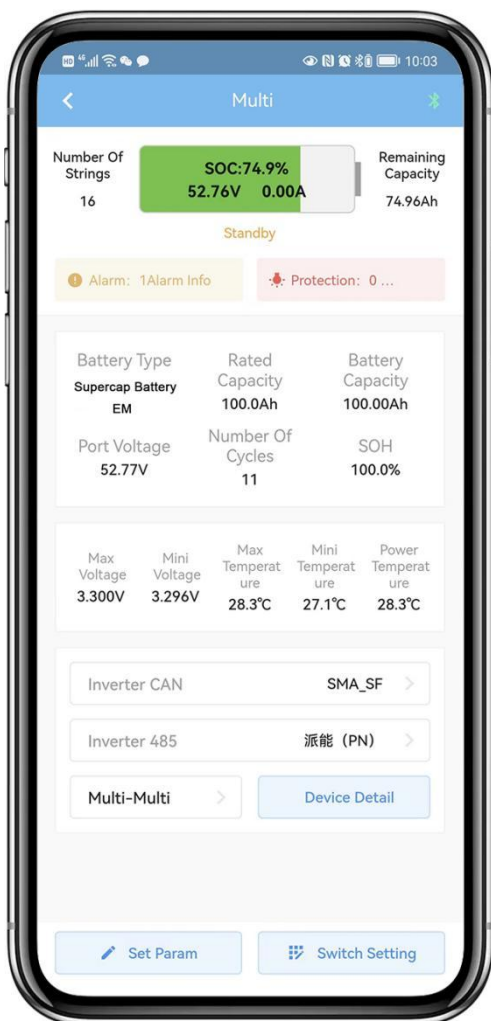 HD 46 10:03
Multi
Number Of
Strings
16
SOC:74.9%
52.76V 0.00A
Remaining
Capacity
74.96Ah
Standby
Alarm: 1Alarm Info
Protection: 0 ...
Battery Type
Supercap Battery
EM
Rated
Capacity
100.0Ah
Battery
Capacity
100.00Ah
Port Voltage
52.77V
Number Of
Cycles
11
SOH
100.0%
Max
Voltage
3.300V
Mini
Voltage
3.296V
Max
Temperat
ure
28.3℃
Mini
Temperat
ure
27.1℃
Power
Temperat
ure
28.3℃
Inverter CAN SMA_SF
Inverter 485 派能（PN）
Multi-Multi
Device Detail
Set Param
Switch Setting